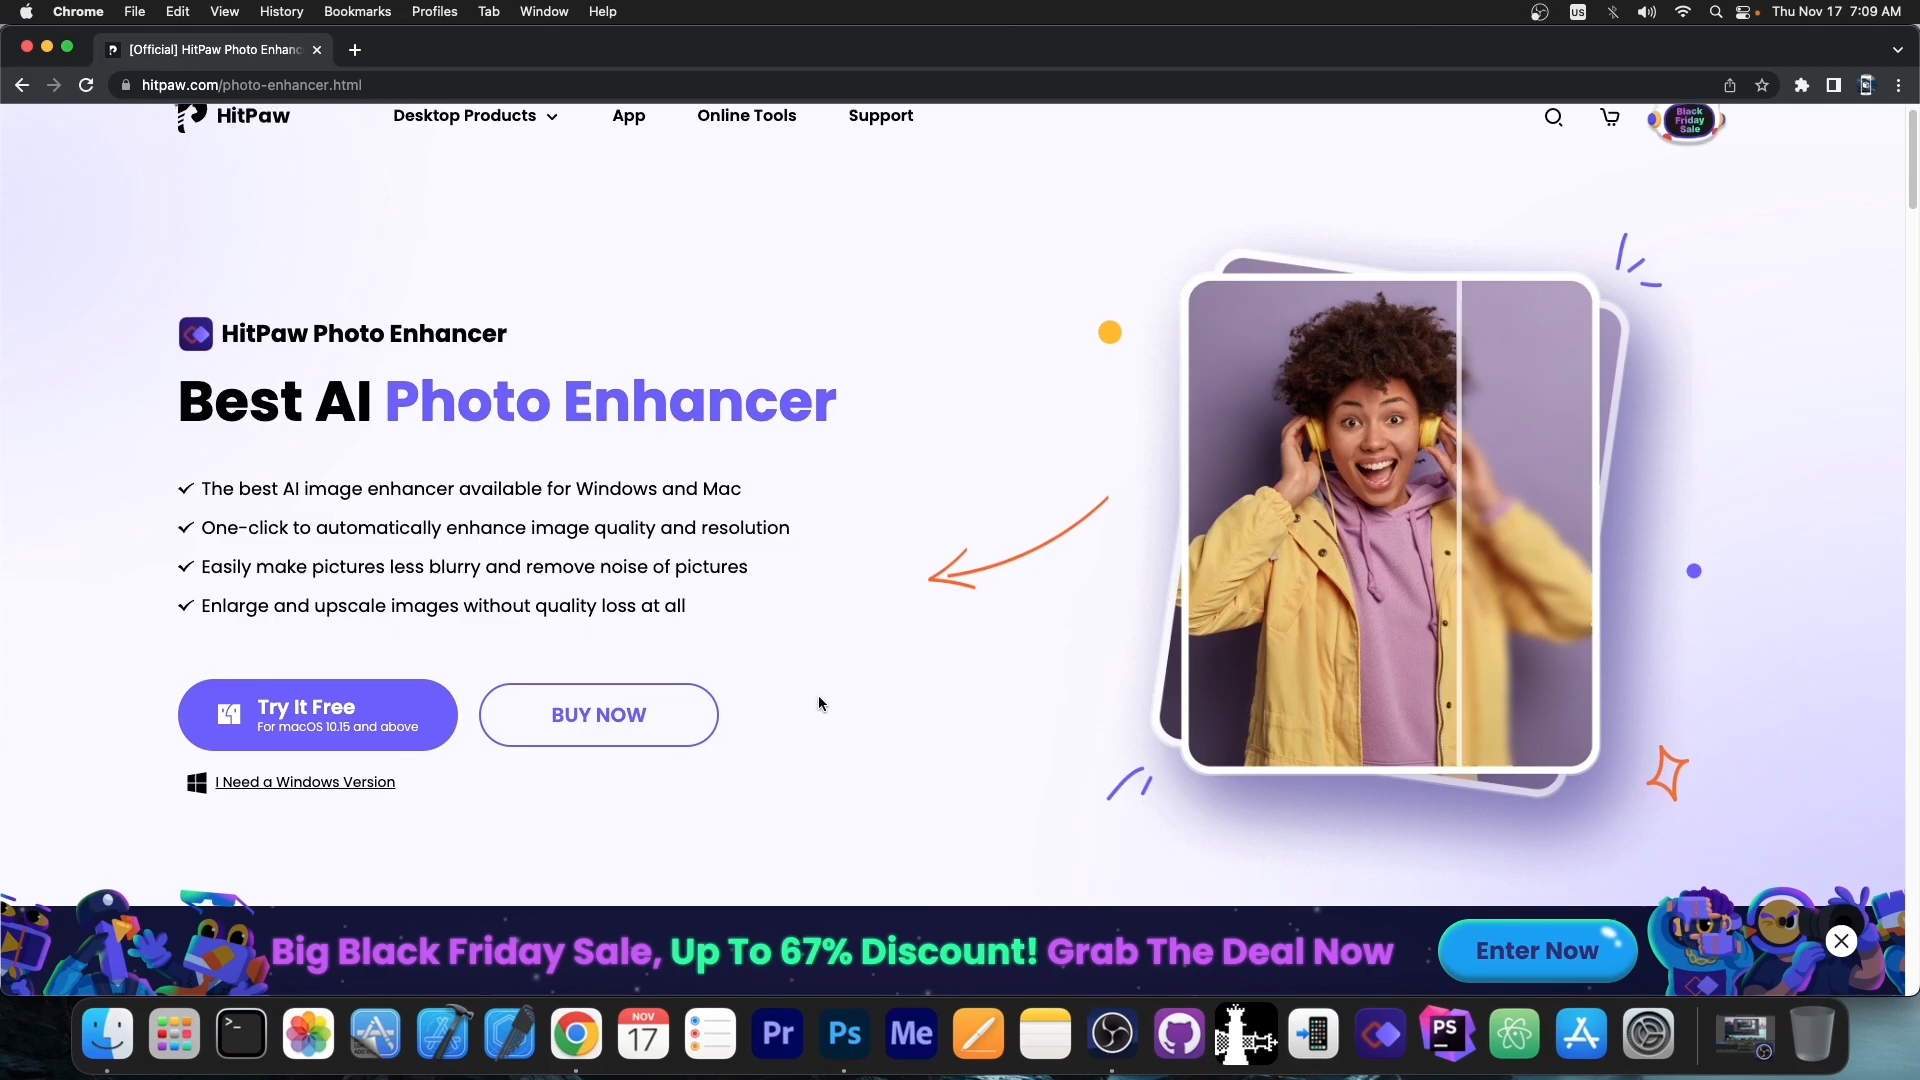 Chrome File Edit View History Bookmarks Profiles Tab Window Help
US
Thu Nov 17 7:09 AM
[Official] HitPaw Photo Enhanc
hitpaw.com/photo-enhancer.html
HitPaw
Desktop Products
App
Online Tools
Support
Black
Friday
Sale
HitPaw Photo Enhancer
Best AI Photo Enhancer
The best AI image enhancer available for Windows and Mac
One-click to automatically enhance image quality and resolution
Easily make pictures less blurry and remove noise of pictures
Enlarge and upscale images without quality loss at all
Try It Free
For macOS 10.15 and above
BUY NOW
I Need a Windows Version
Big Black Friday Sale, Up To 67% Discount! Grab The Deal Now
Enter Now
NOV
17
Pr
Ps
Me
PS